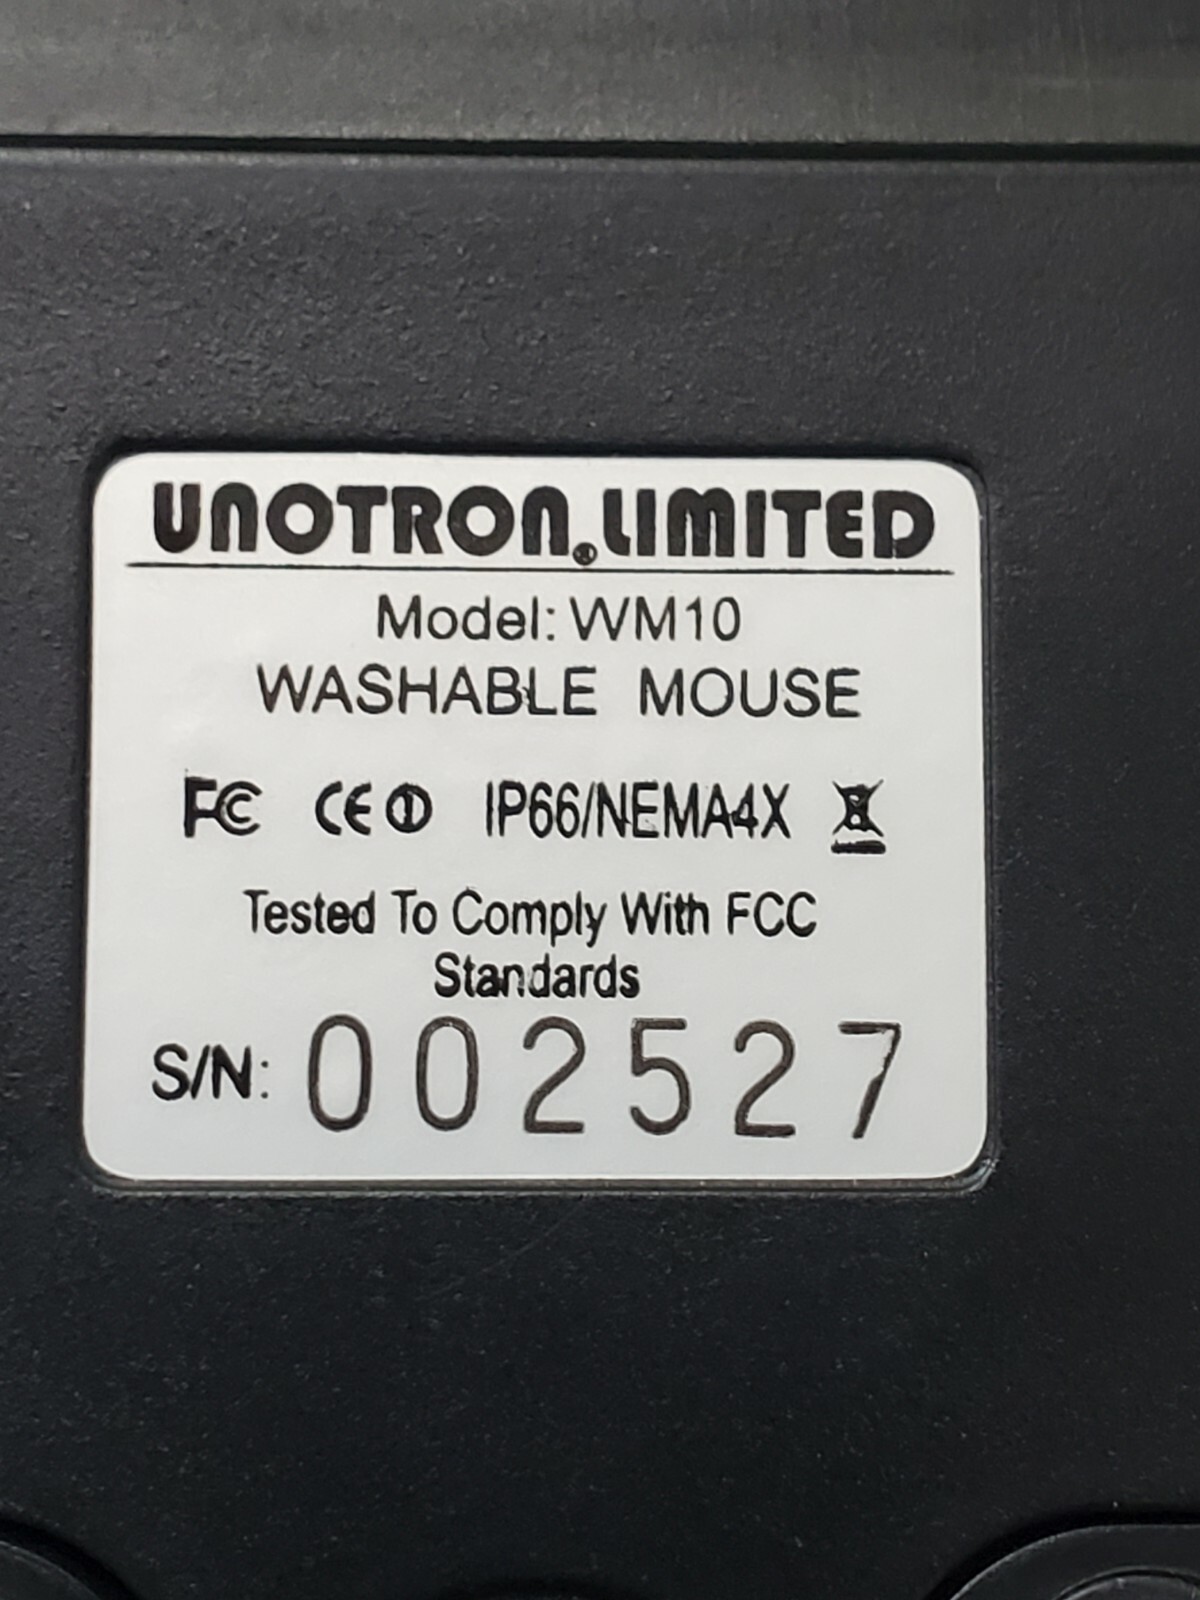 UNOTRON® LIMITED
Model: WM10
WASHABLE MOUSE
FC CE IP66/NEMA4X
Tested To Comply With FCC
Standards
S/N: 002527